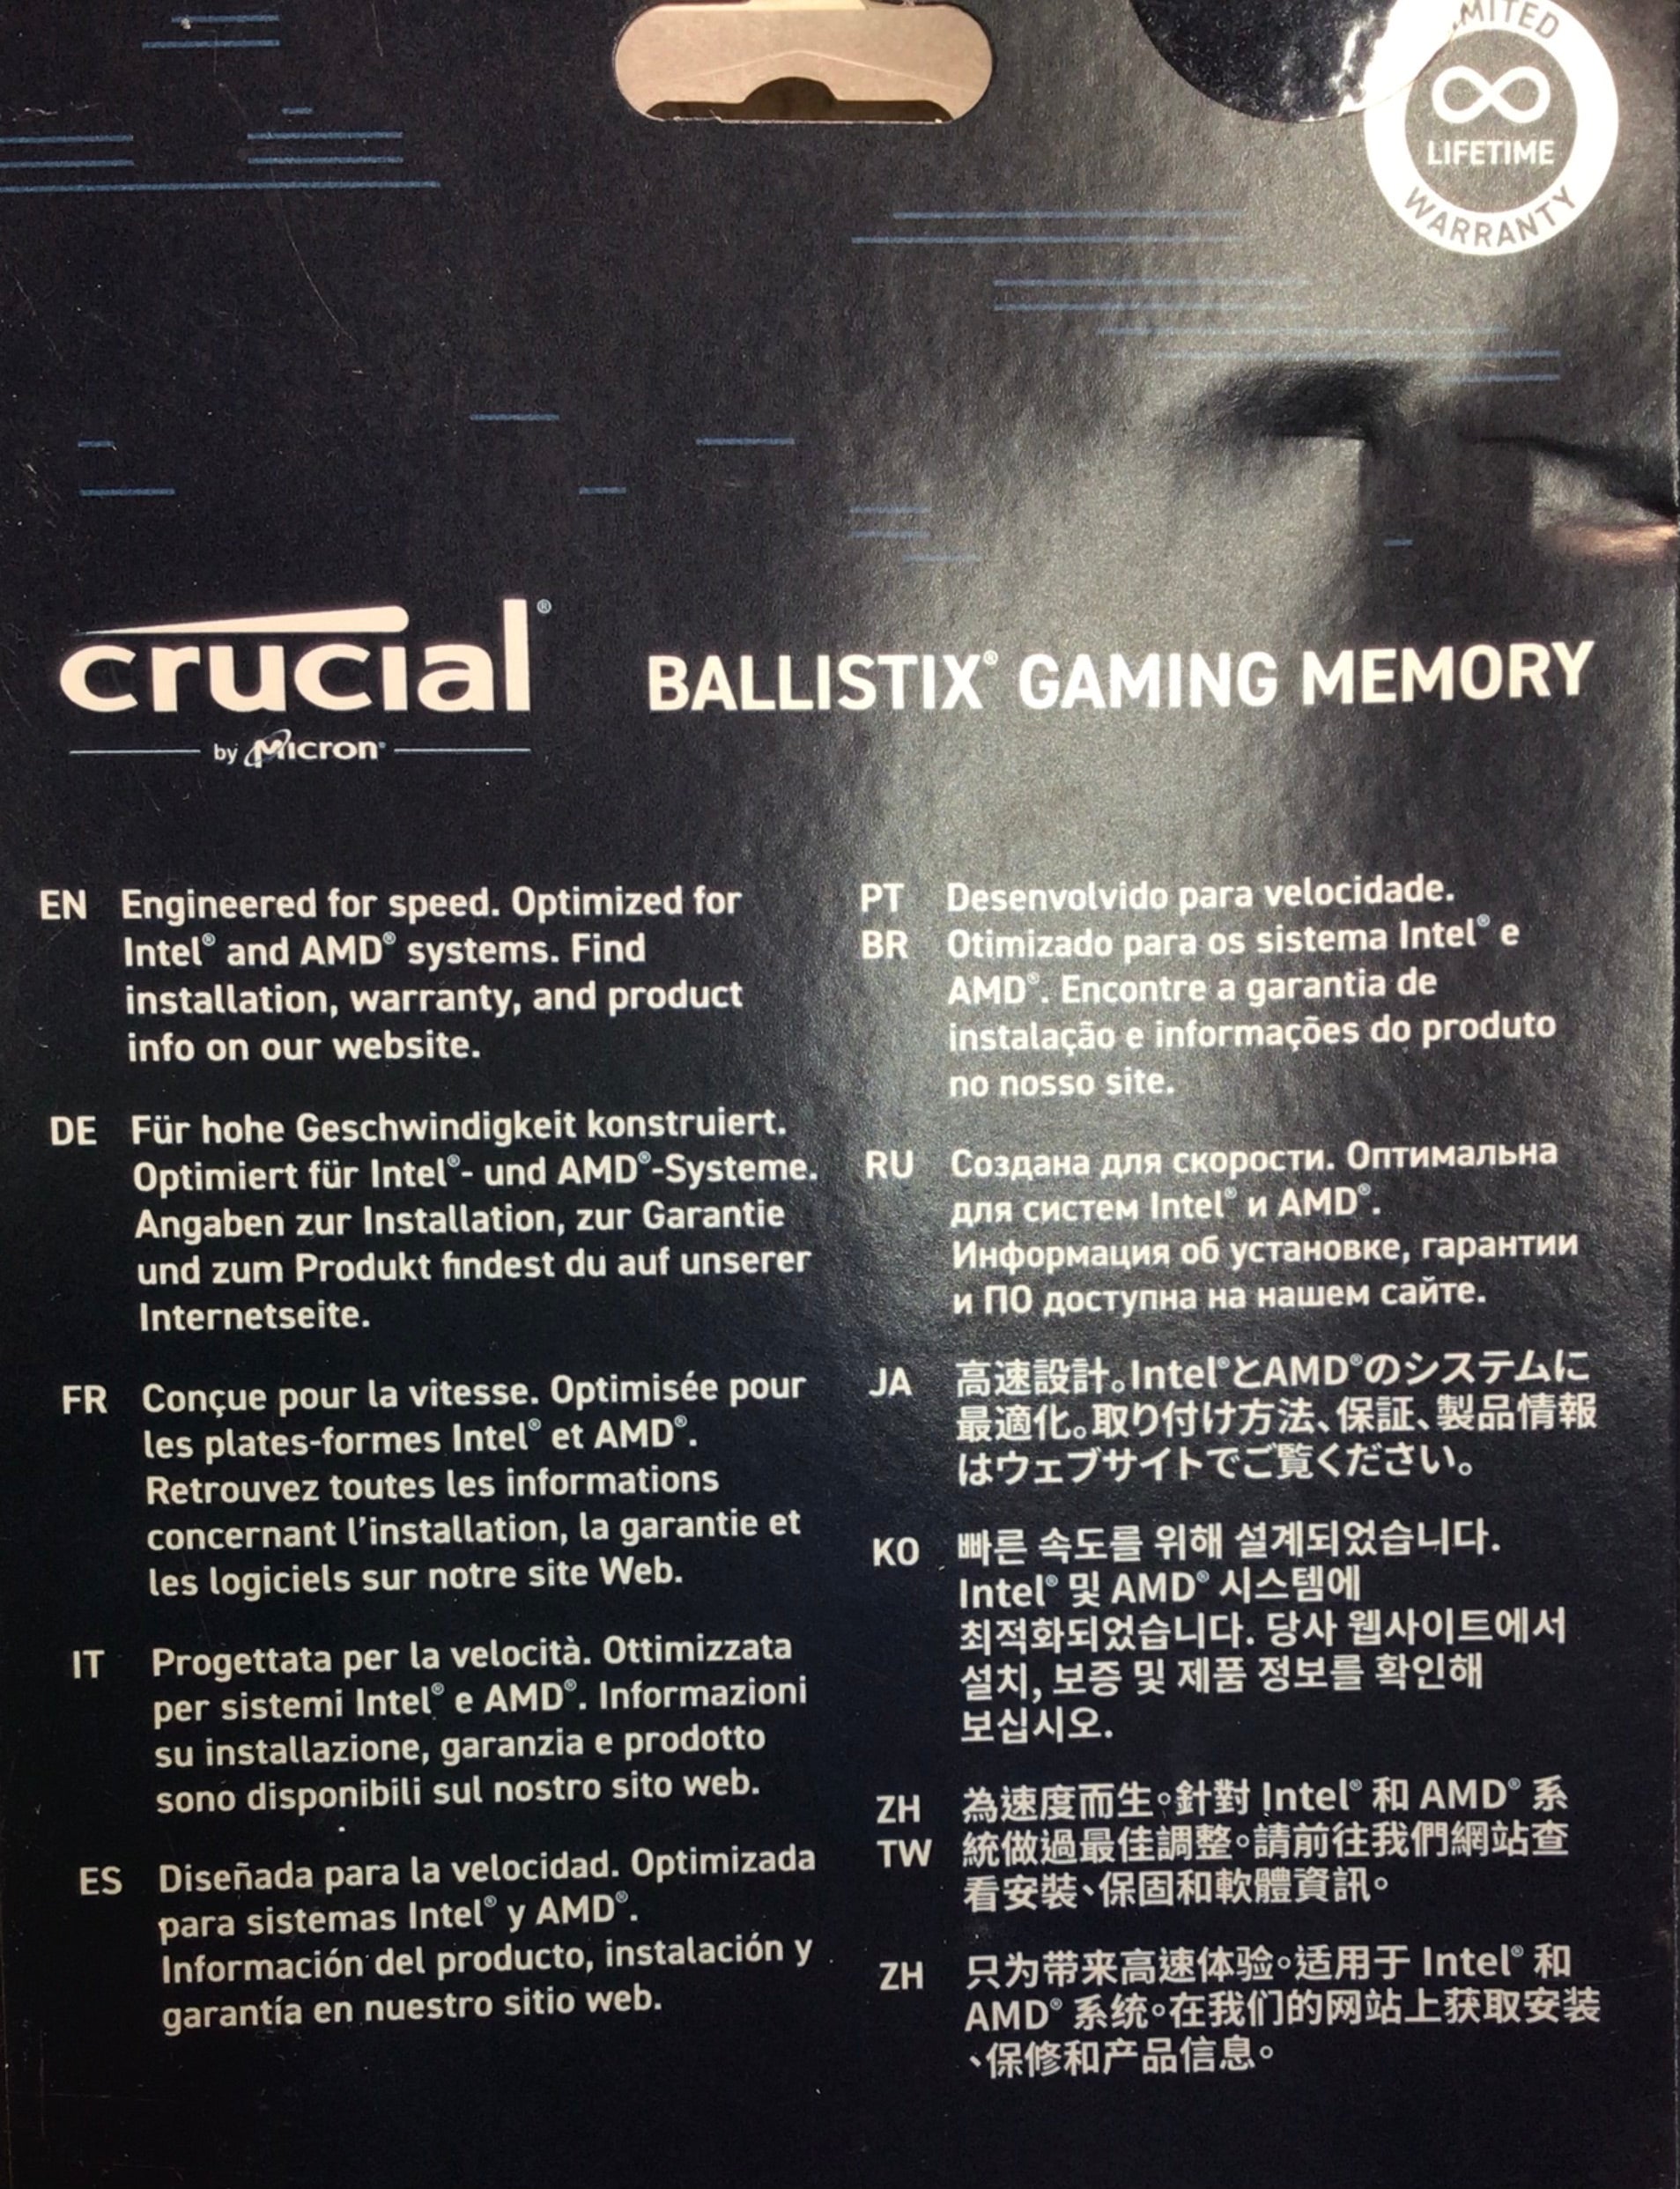 MITED
LIFETIME
WARRANTY
crucial®
by Micron®
BALLISTIX® GAMING MEMORY
EN Engineered for speed. Optimized for
Intel® and AMD® systems. Find
installation, warranty, and product
info on our website.
DE Für hohe Geschwindigkeit konstruiert.
Optimiert für Intel®- und AMD®-Systeme.
Angaben zur Installation, zur Garantie
und zum Produkt findest du auf unserer
Internetseite.
FR Conçue pour la vitesse. Optimisée pour
les plates-formes Intel® et AMD®.
Retrouvez toutes les informations
concernant l'installation, la garantie et
les logiciels sur notre site Web.
IT Progettata per la velocità. Ottimizzata
per sistemi Intel® e AMD®. Informazioni
su installazione, garanzia e prodotto
sono disponibili sul nostro sito web.
ES Diseñada para la velocidad. Optimizada
para sistemas Intel® y AMD®.
Información del producto, instalación y
garantía en nuestro sitio web.
PT Desenvolvido para velocidade.
BR Otimizado para os sistema Intel® e
AMD®. Encontre a garantia de
instalação e informações do produto
no nosso site.
RU Создана для скорости. Оптимальна
для систем Intel® и AMD®.
Информация об установке, гарантии
и ПО доступна на нашем сайте.
JA 高速設計。Intel®とAMD®のシステムに
最適化。取り付け方法、保証、製品情報
はウェブサイトでご覧ください。
KO 빠른 속도를 위해 설계되었습니다.
Intel® 및 AMD® 시스템에
최적화되었습니다. 당사 웹사이트에서
설치, 보증 및 제품 정보를 확인해
보십시오.
ZH 為速度而生。針對 Intel® 和 AMD® 系
TW 統做過最佳調整。請前往我們網站查
看安裝、保固和軟體資訊。
ZH 只为带来高速体验。适用于 Intel® 和
AMD® 系统。在我们的网站上获取安装
、保修和产品信息。